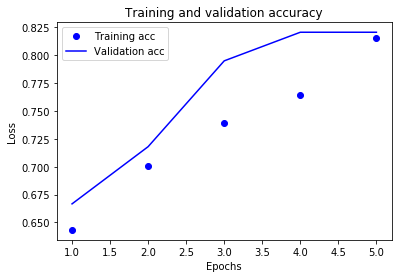 Training and validation accuracy
Training acc
Validation acc
Loss
0.825
0.800
0.775
0.750
0.725
0.700
0.675
0.650
1.0 1.5 2.0 2.5 3.0 3.5 4.0 4.5 5.0
Epochs